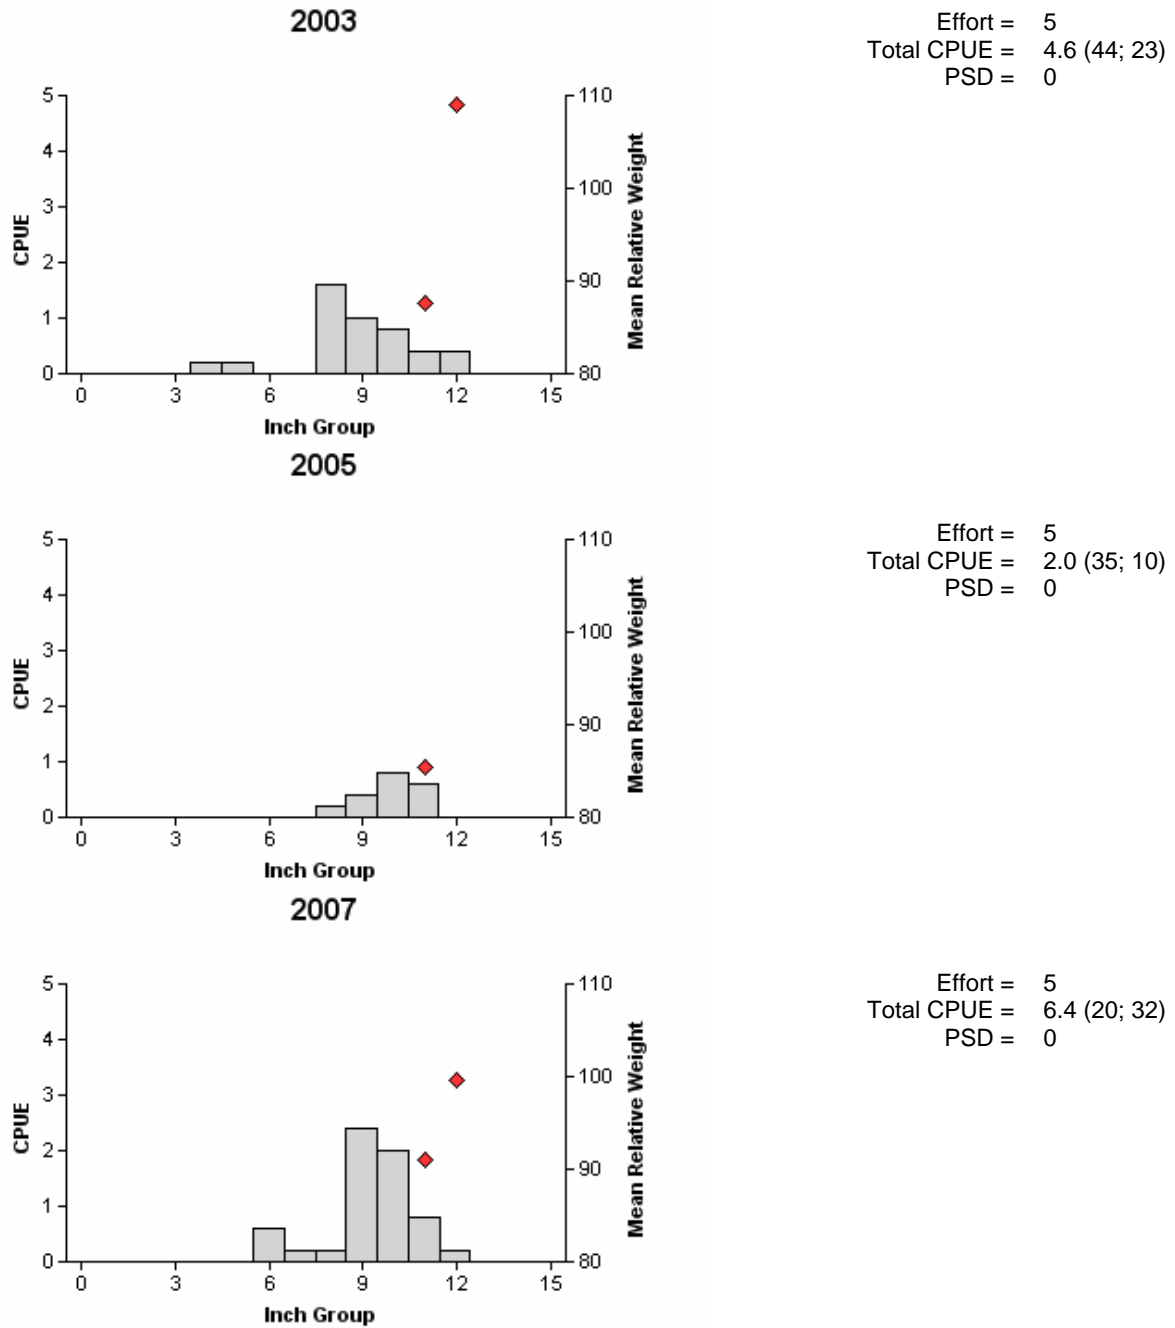 2003
Effort = 5
Total CPUE = 4.6 (44; 23)
PSD = 0
5
4
3
2
1
0
CPUE
110
100
90
80
Mean Relative Weight
0 3 6 9 12 15
Inch Group
2005
Effort = 5
Total CPUE = 2.0 (35; 10)
PSD = 0
5
4
3
2
1
0
CPUE
110
100
90
80
Mean Relative Weight
0 3 6 9 12 15
Inch Group
2007
Effort = 5
Total CPUE = 6.4 (20; 32)
PSD = 0
5
4
3
2
1
0
CPUE
110
100
90
80
Mean Relative Weight
0 3 6 9 12 15
Inch Group